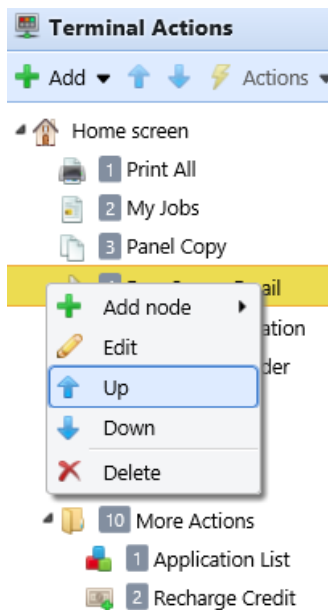 Terminal Actions
Add Actions
Home screen
1 Print All
2 My Jobs
3 Panel Copy
Add node
Edit
Up
Down
Delete
10 More Actions
1 Application List
2 Recharge Credit